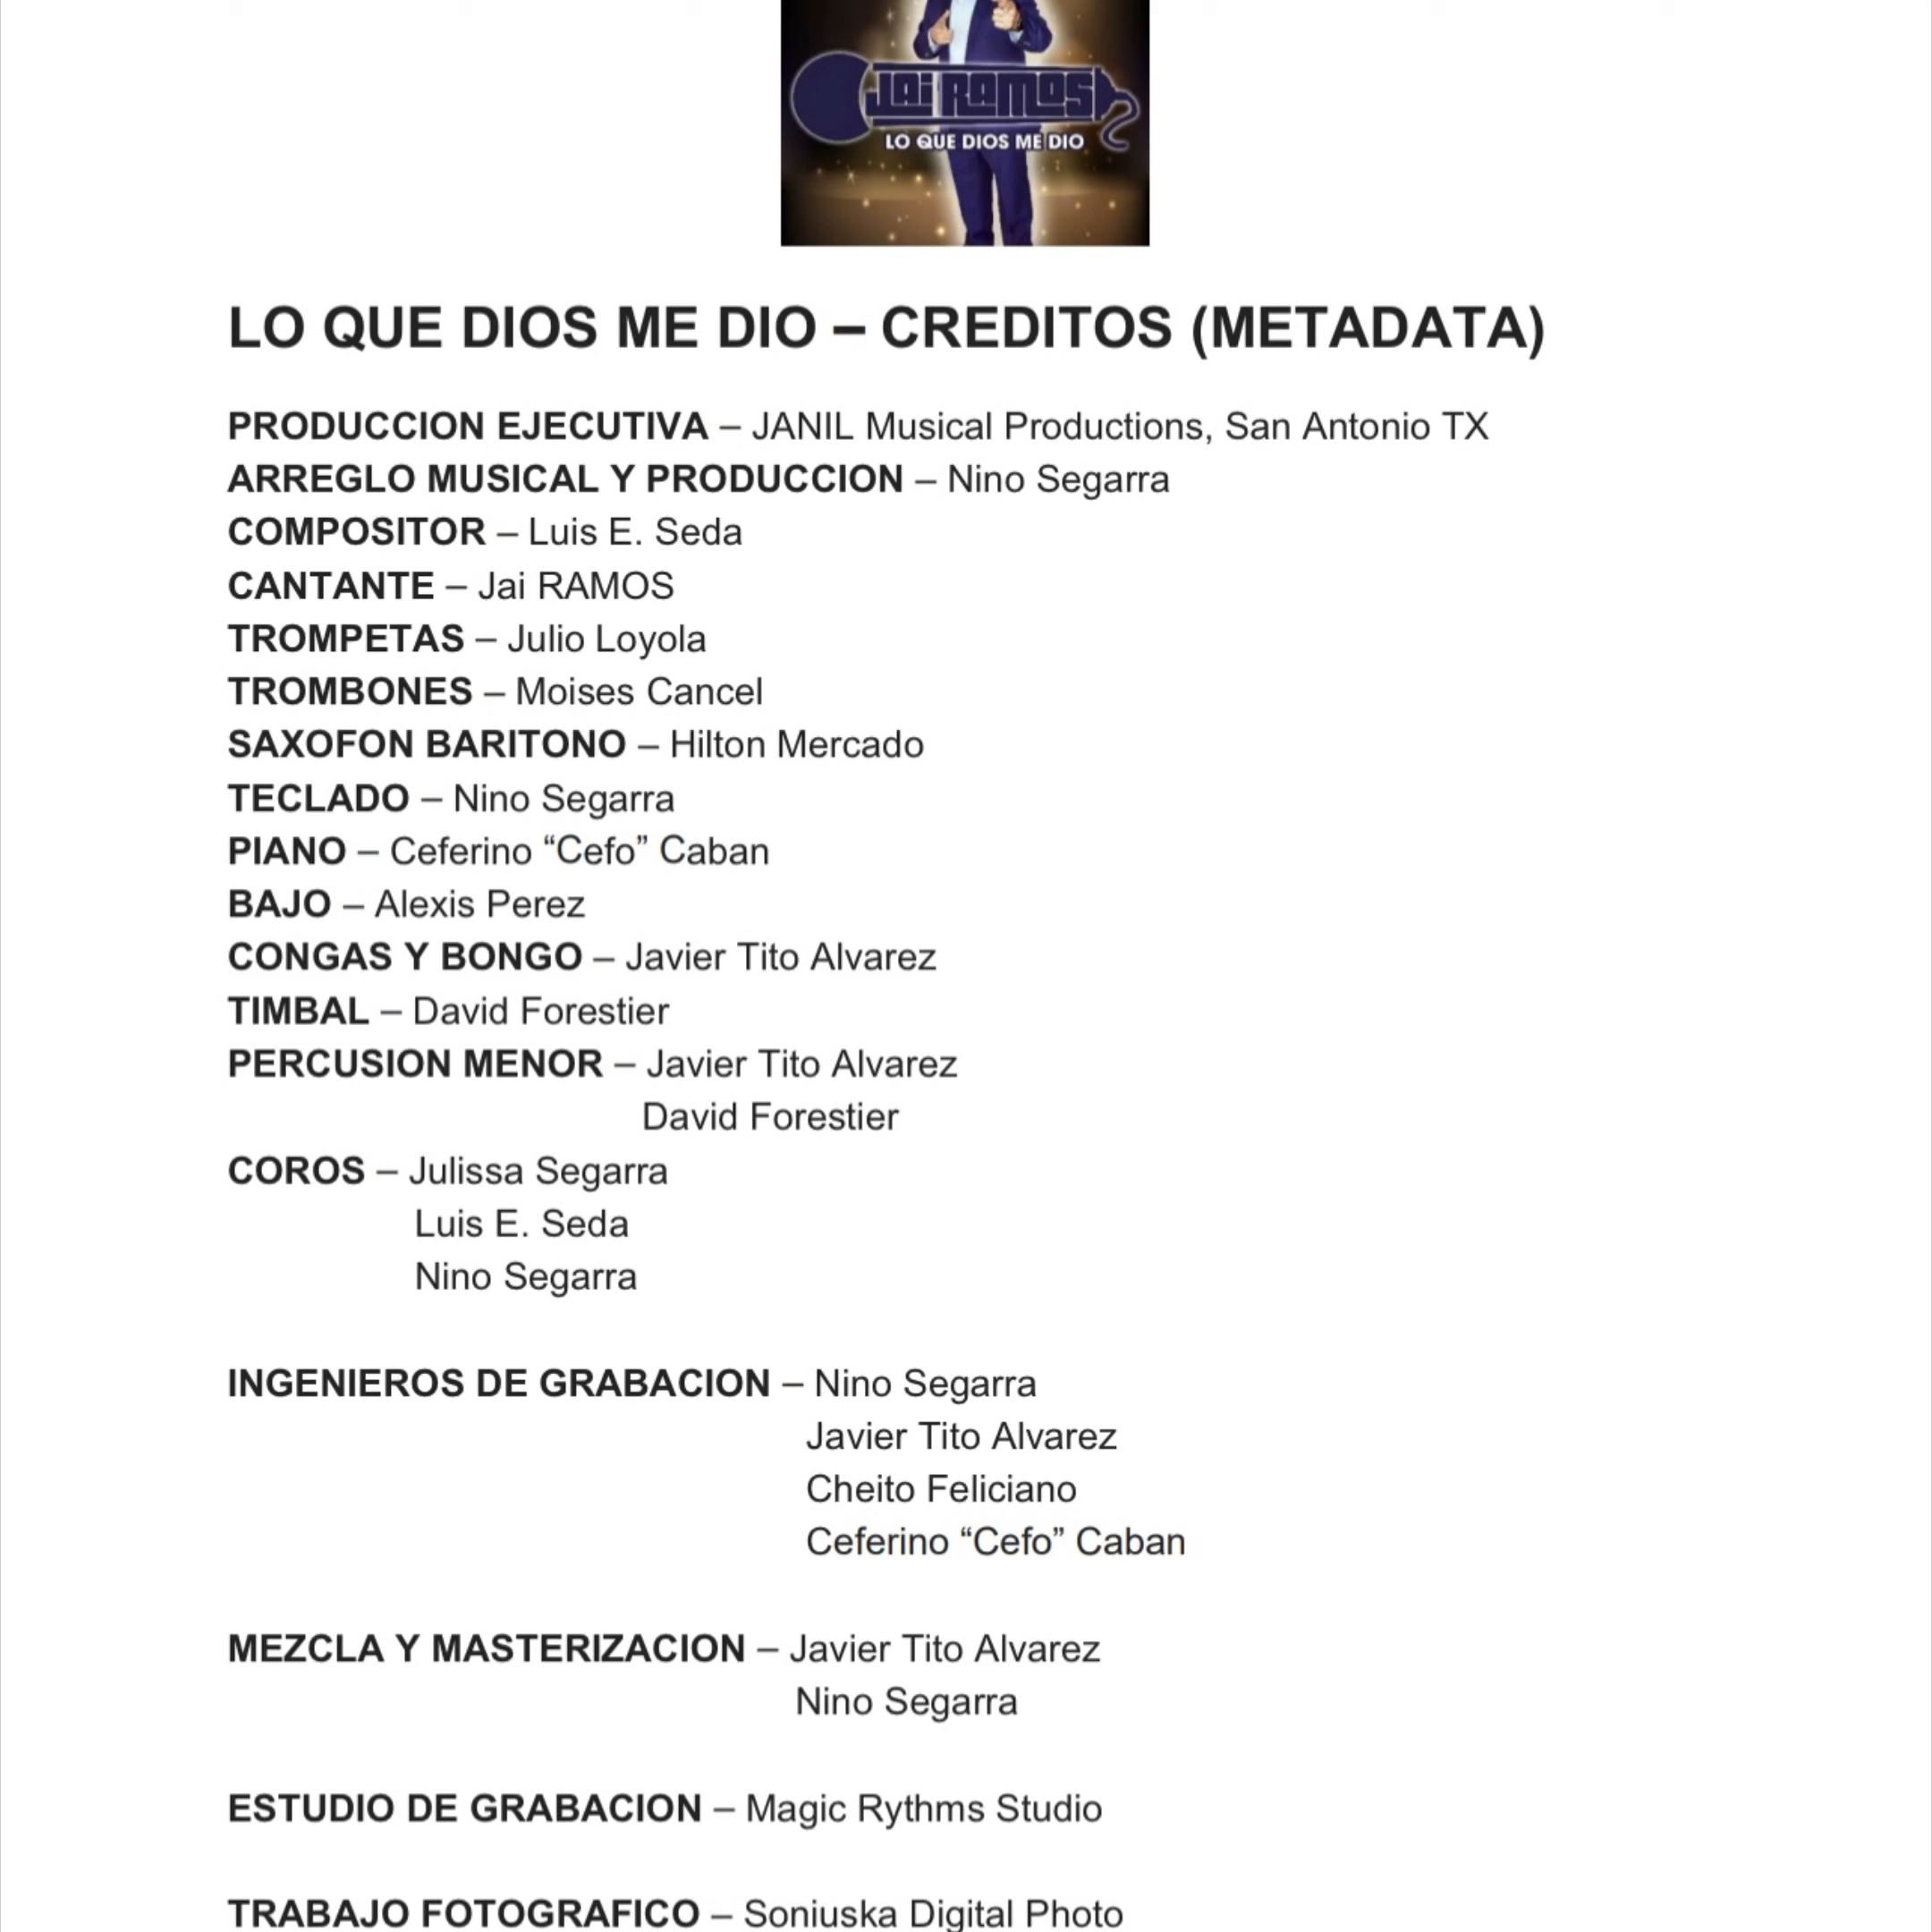 Jai RAMOS
LO QUE DIOS ME DIO
LO QUE DIOS ME DIO – CREDITOS (METADATA)
PRODUCCION EJECUTIVA – JANIL Musical Productions, San Antonio TX
ARREGLO MUSICAL Y PRODUCCION – Nino Segarra
COMPOSITOR – Luis E. Seda
CANTANTE – Jai RAMOS
TROMPETAS – Julio Loyola
TROMBONES – Moises Cancel
SAXOFON BARITONO – Hilton Mercado
TECLADO – Nino Segarra
PIANO – Ceferino “Cefo” Caban
BAJO – Alexis Perez
CONGAS Y BONGO – Javier Tito Alvarez
TIMBAL – David Forestier
PERCUSION MENOR – Javier Tito Alvarez
David Forestier
COROS – Julissa Segarra
Luis E. Seda
Nino Segarra
INGENIEROS DE GRABACION – Nino Segarra
Javier Tito Alvarez
Cheito Feliciano
Ceferino “Cefo” Caban
MEZCLA Y MASTERIZACION – Javier Tito Alvarez
Nino Segarra
ESTUDIO DE GRABACION – Magic Rythms Studio
TRABAJO FOTOGRAFICO – Soniuska Digital Photo